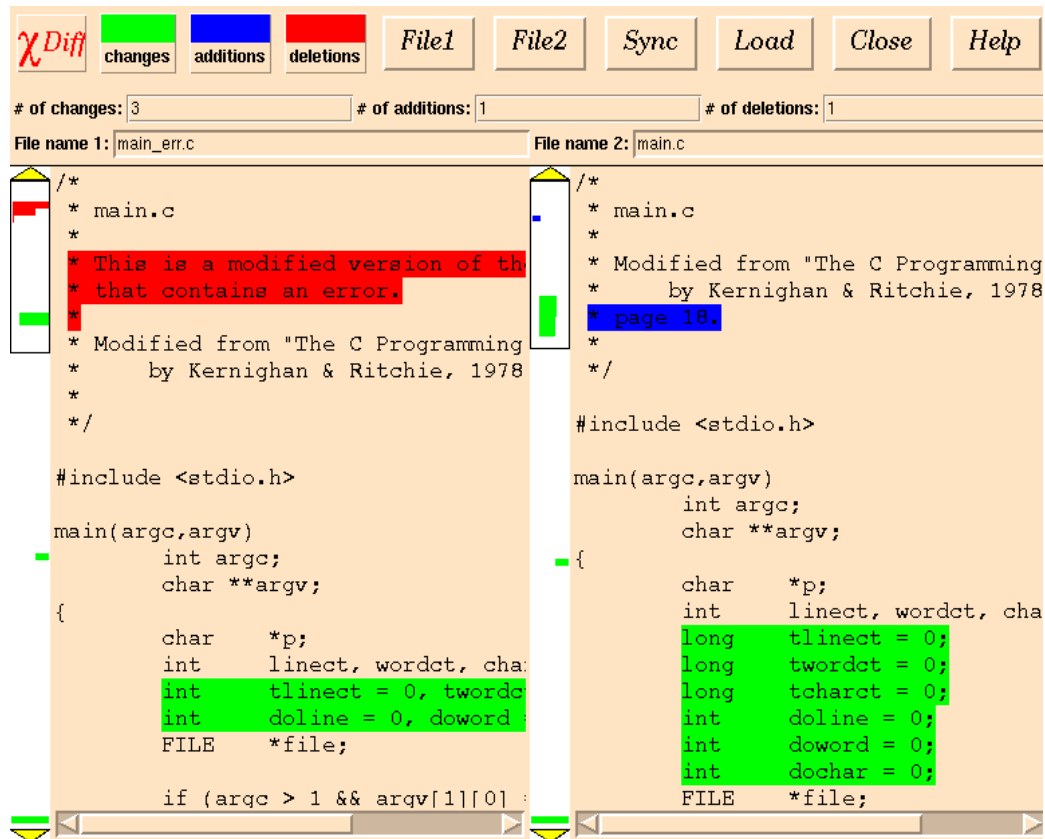 χDiff changes additions deletions File1 File2 Sync Load Close Help
# of changes: 3 # of additions: 1 # of deletions: 1
File name 1: main_err.c File name 2: main.c
/*
* main.c
*
* This is a modified version of th
* that contains an error.
*
* Modified from "The C Programming
* by Kernighan & Ritchie, 1978
*
*/
#include <stdio.h>
main(argc,argv)
int argc;
char **argv;
{
char *p;
int linect, wordct, cha
int tlinect = 0, twordc
int doline = 0, doword =
FILE *file;
if (argc > 1 && argv[1][0] =
/*
* main.c
*
* Modified from "The C Programming
* by Kernighan & Ritchie, 1978
* page 18.
*
*/
#include <stdio.h>
main(argc,argv)
int argc;
char **argv;
{
char *p;
int linect, wordct, cha
long tlinect = 0;
long twordct = 0;
long tcharct = 0;
int doline = 0;
int doword = 0;
int dochar = 0;
FILE *file;